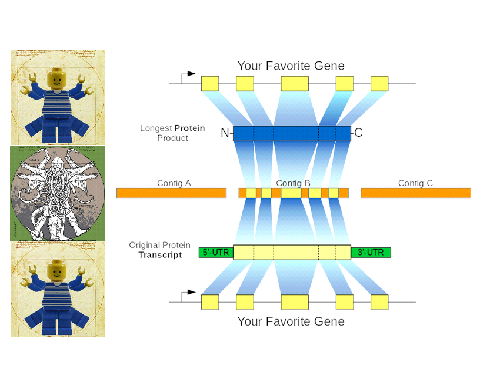 Your Favorite Gene
Longest Protein
Product
N
C
Contig A
Contig B
Contig C
Original Protein
Transcript
5' UTR
3' UTR
Your Favorite Gene